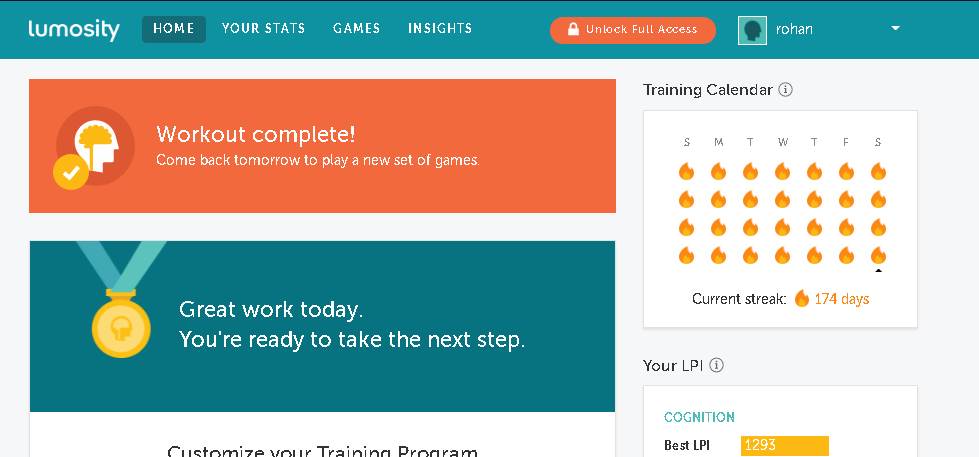 lumosity HOME YOUR STATS GAMES INSIGHTS Unlock Full Access rohan
Workout complete!
Come back tomorrow to play a new set of games.
Great work today.
You're ready to take the next step.
Customize your Training Program
Training Calendar
S M T W T F S
Current streak: 174 days
Your LPI
COGNITION
Best LPI 1293